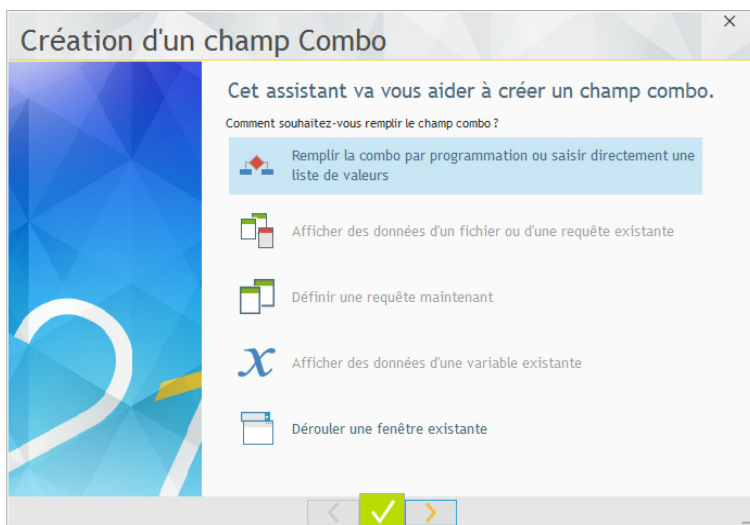 Création d'un champ Combo
Cet assistant va vous aider à créer un champ combo.
Comment souhaitez-vous remplir le champ combo ?
Remplir la combo par programmation ou saisir directement une
liste de valeurs
Afficher des données d'un fichier ou d'une requête existante
Définir une requête maintenant
Afficher des données d'une variable existante
Dérouler une fenêtre existante